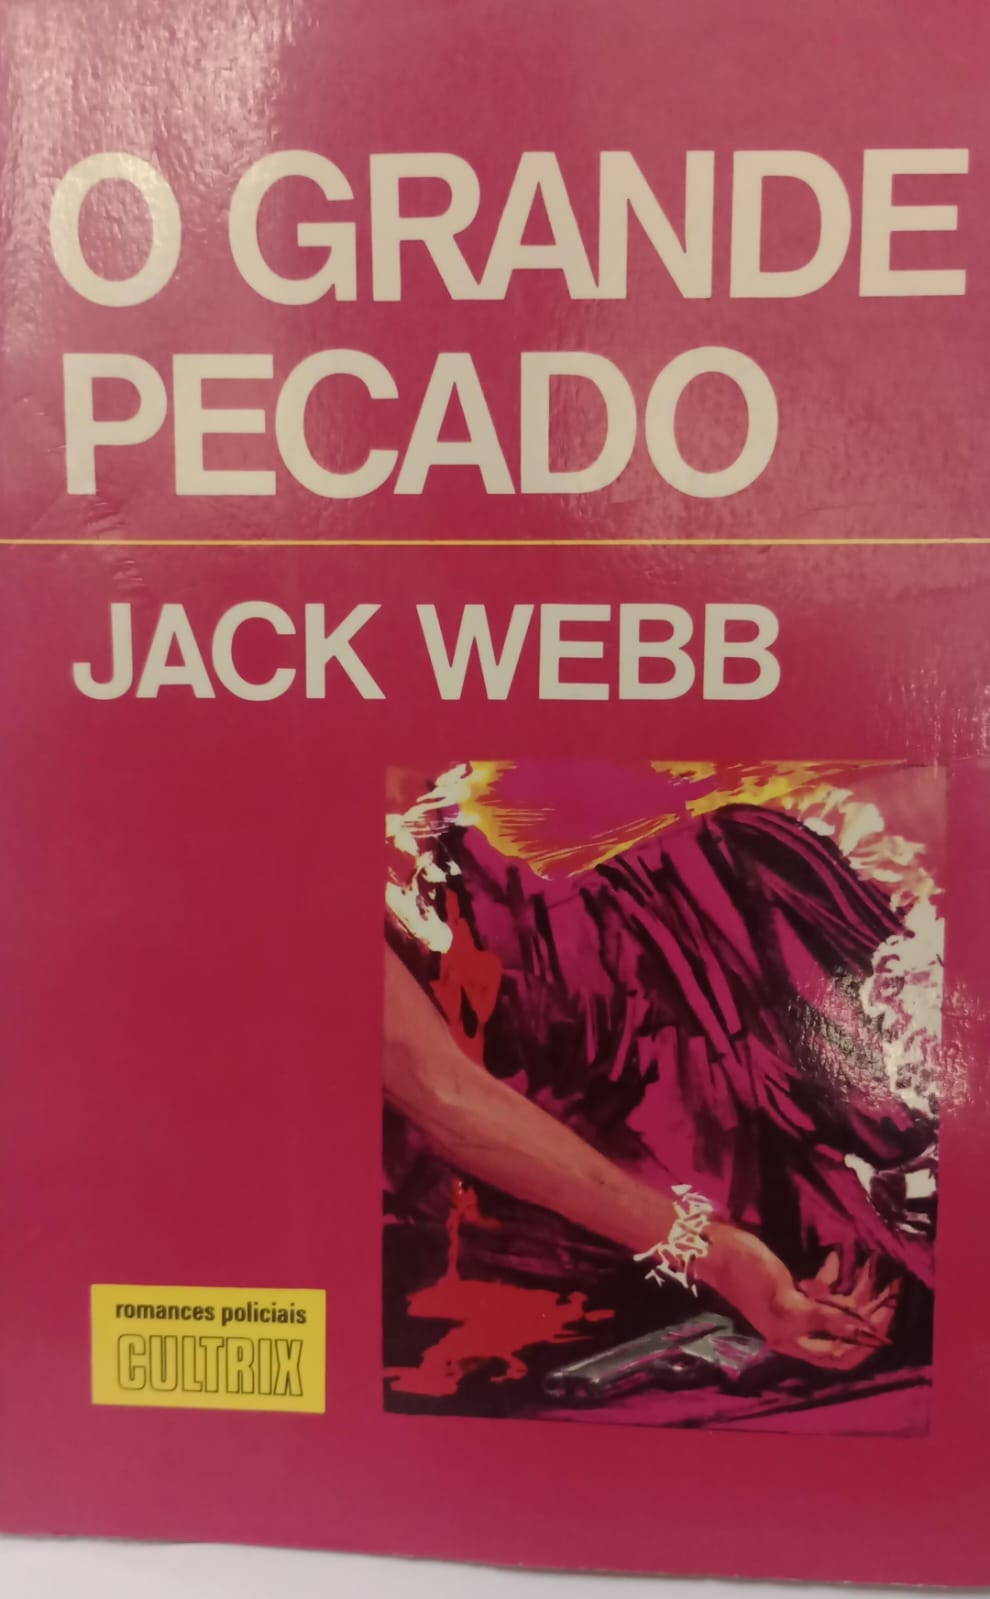 O GRANDE
PECADO
JACK WEBB
romances policiais
CULTRIX